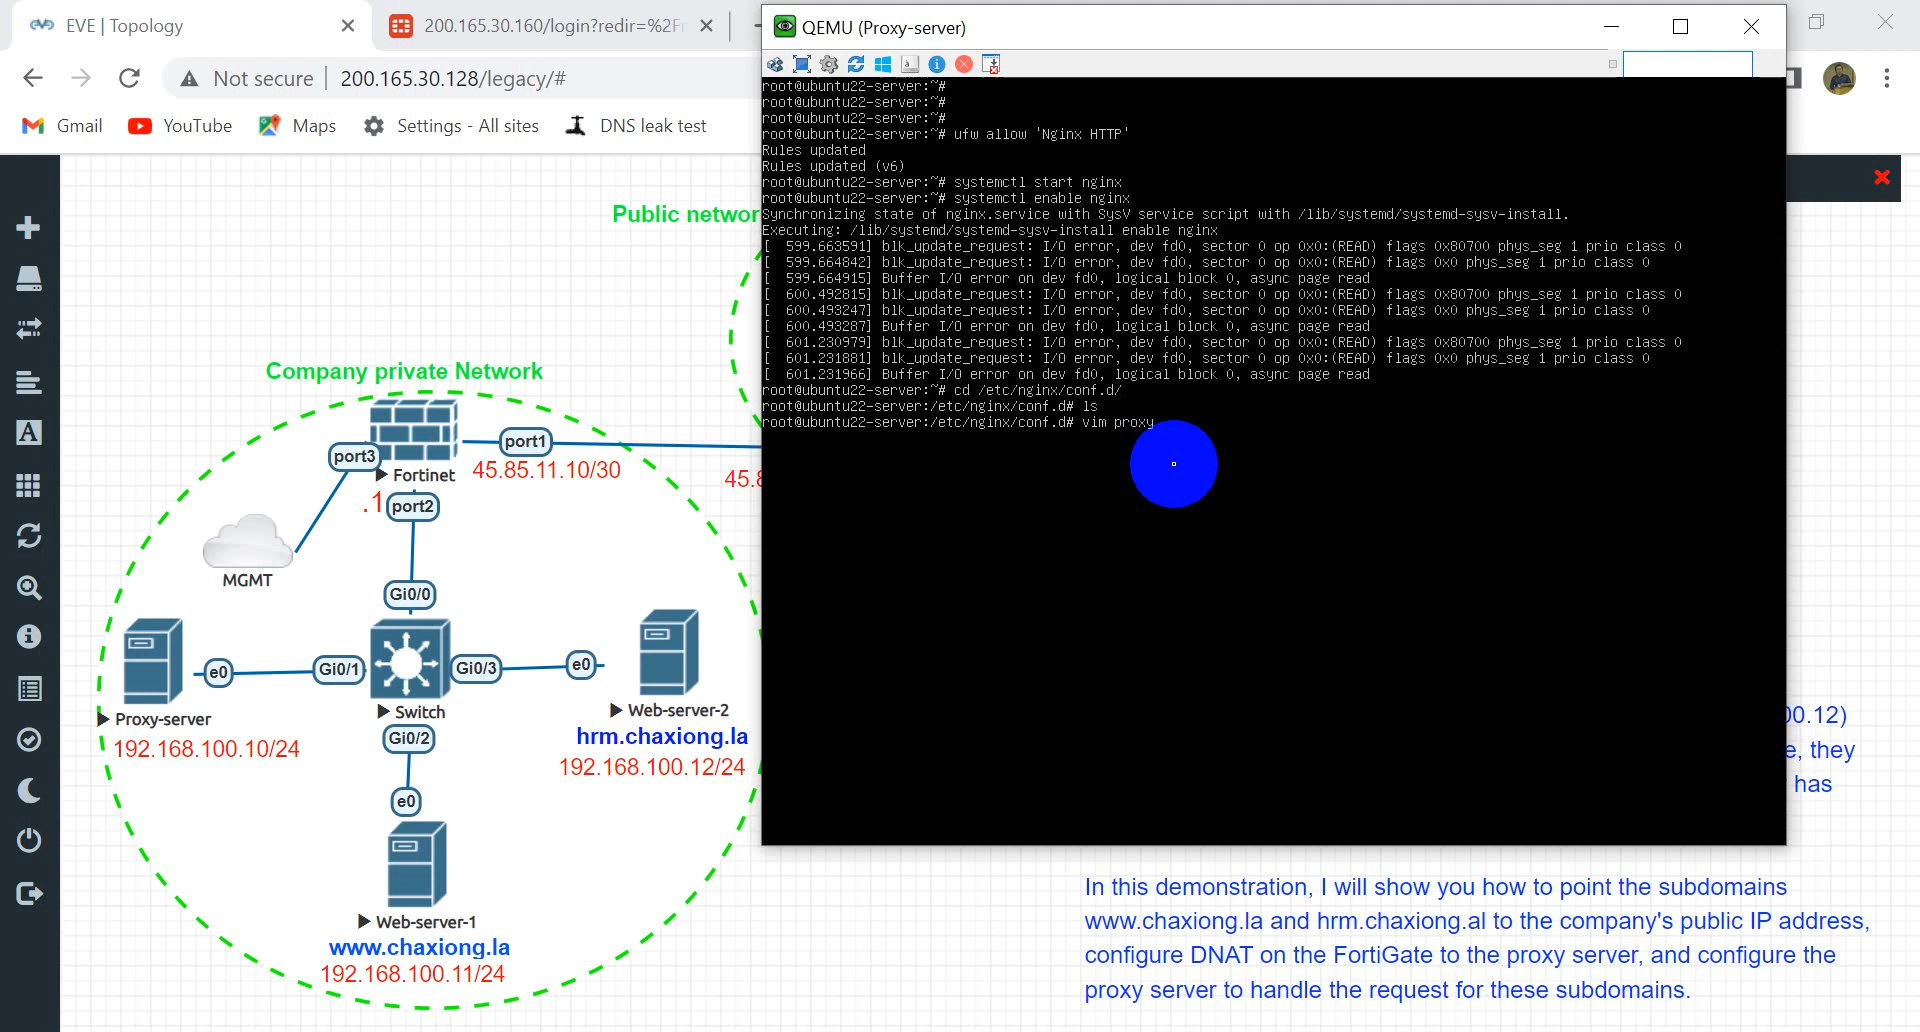 EVE | Topology
200.165.30.160/login?redir=%2Fr
Not secure
200.165.30.128/legacy/#
Gmail
YouTube
Maps
Settings - All sites
DNS leak test
QEMU (Proxy-server)
root@ubuntu22-server:~#
root@ubuntu22-server:~#
root@ubuntu22-server:~#
root@ubuntu22-server:~# ufw allow 'Nginx HTTP'
Rules updated
Rules updated (v6)
root@ubuntu22-server:~# systemctl start nginx
root@ubuntu22-server:~# systemctl enable nginx
Synchronizing state of nginx.service with SysV service script with /lib/systemd/systemd-sysv-install.
Executing: /lib/systemd/systemd-sysv-install enable nginx
[  599.663591] blk_update_request: I/O error, dev fd0, sector 0 op 0x0:(READ) flags 0x80700 phys_seg 1 prio class 0
[  599.664842] blk_update_request: I/O error, dev fd0, sector 0 op 0x0:(READ) flags 0x0 phys_seg 1 prio class 0
[  599.664915] Buffer I/O error on dev fd0, logical block 0, async page read
[  600.492815] blk_update_request: I/O error, dev fd0, sector 0 op 0x0:(READ) flags 0x80700 phys_seg 1 prio class 0
[  600.493247] blk_update_request: I/O error, dev fd0, sector 0 op 0x0:(READ) flags 0x0 phys_seg 1 prio class 0
[  600.493287] Buffer I/O error on dev fd0, logical block 0, async page read
[  601.230979] blk_update_request: I/O error, dev fd0, sector 0 op 0x0:(READ) flags 0x80700 phys_seg 1 prio class 0
[  601.231881] blk_update_request: I/O error, dev fd0, sector 0 op 0x0:(READ) flags 0x0 phys_seg 1 prio class 0
[  601.231966] Buffer I/O error on dev fd0, logical block 0, async page read
root@ubuntu22-server:~# cd /etc/nginx/conf.d/
root@ubuntu22-server:/etc/nginx/conf.d# ls
root@ubuntu22-server:/etc/nginx/conf.d# vim proxy
Public networ
Company private Network
port1
port3
45.85.11.10/30
Fortinet
45.8
.1
port2
MGMT
Gi0/0
e0
Gi0/1
Gi0/3
e0
Proxy-server
Switch
Web-server-2
192.168.100.10/24
Gi0/2
hrm.chaxiong.la
192.168.100.12/24
e0
Web-server-1
www.chaxiong.la
192.168.100.11/24
00.12)
e, they
has
In this demonstration, I will show you how to point the subdomains
www.chaxiong.la and hrm.chaxiong.al to the company's public IP address,
configure DNAT on the FortiGate to the proxy server, and configure the
proxy server to handle the request for these subdomains.